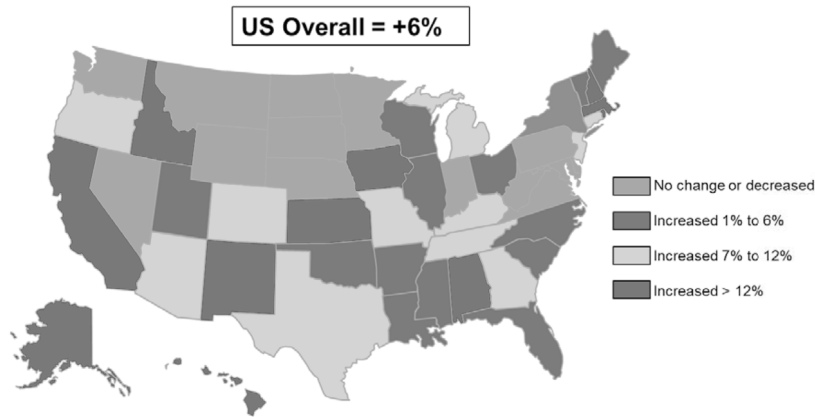 US Overall = +6%
No change or decreased
Increased 1% to 6%
Increased 7% to 12%
Increased > 12%